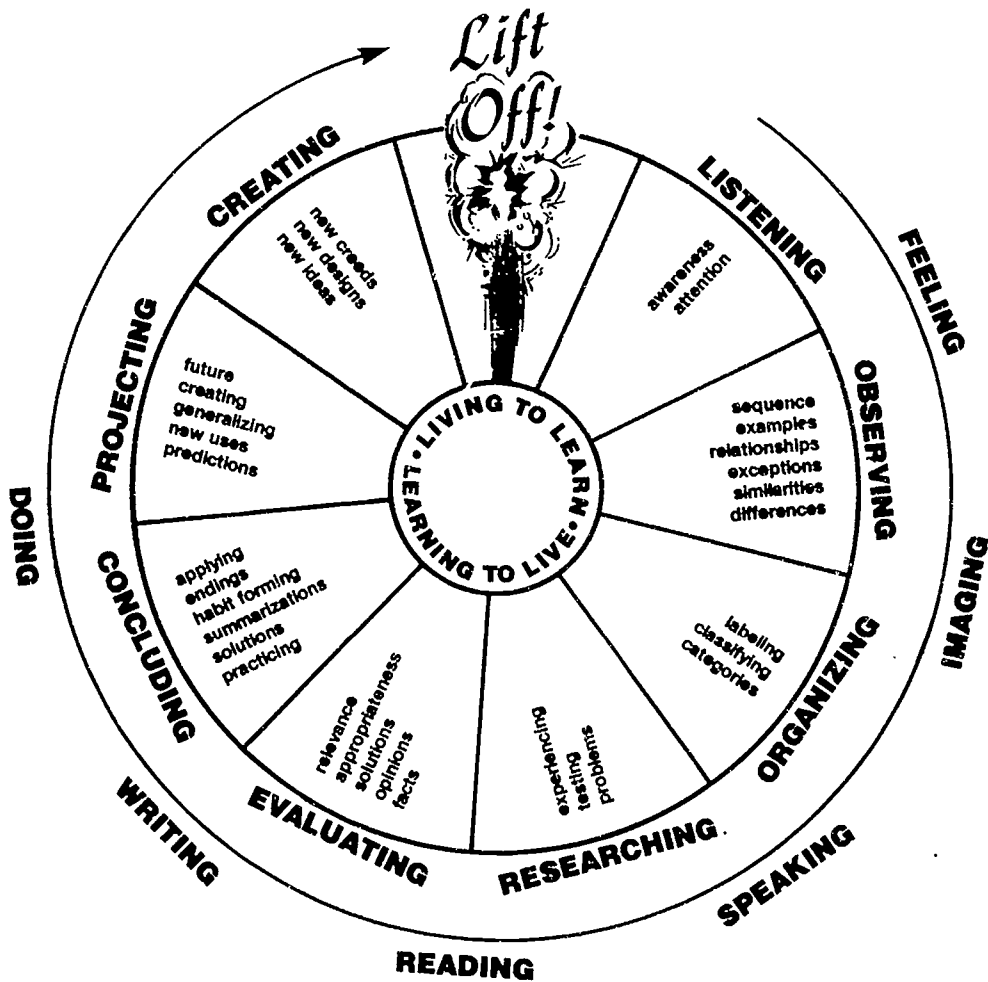 Lift
Off!
LISTENING
awareness
attention
OBSERVING
sequence
examples
relationships
exceptions
similarities
differences
ORGANIZING
labeling
classifying
categories
RESEARCHING
experiencing
testing
problems
EVALUATING
relevance
appropriateness
solutions
opinions
facts
CONCLUDING
applying
endings
habit forming
summarizations
solutions
practicing
PROJECTING
future
creating
generalizing
new uses
predictions
CREATING
new creeds
new designs
new ideas
• LIVING TO LEARN
• LEARNING TO LIVE
FEELING
IMAGING
SPEAKING
READING
WRITING
DOING